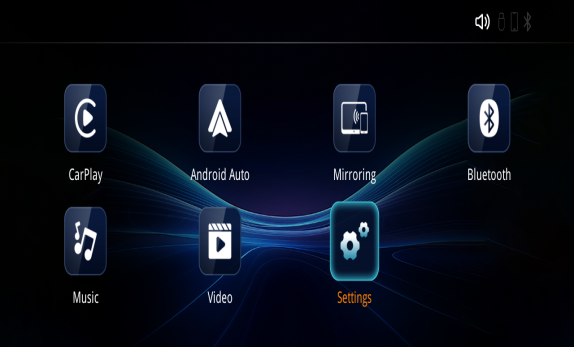 CarPlay
Android Auto
Mirroring
Bluetooth
Music
Video
Settings